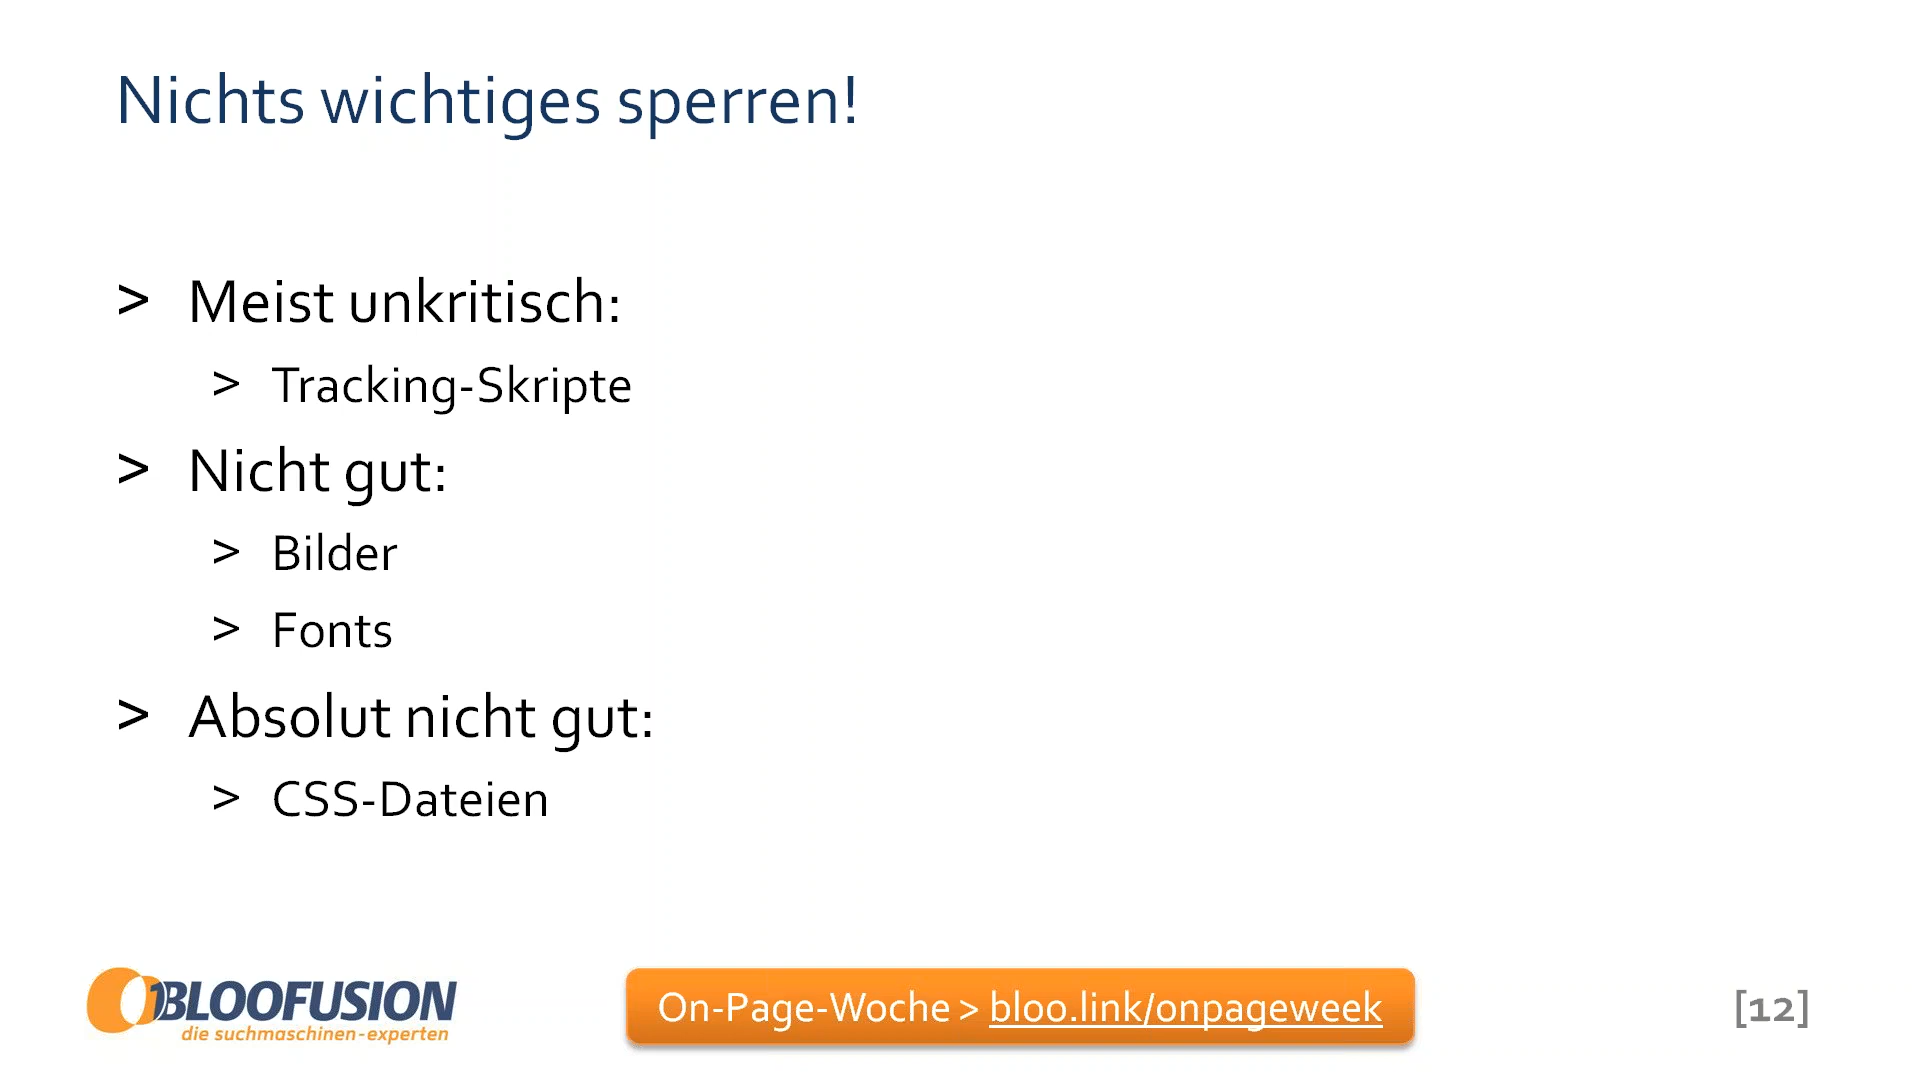 Nichts wichtiges sperren!
> Meist unkritisch:
> Tracking-Skripte
> Nicht gut:
> Bilder
> Fonts
> Absolut nicht gut:
> CSS-Dateien
BLOOFUSION
die suchmaschinen-experten
On-Page-Woche > bloo.link/onpageweek
[12]